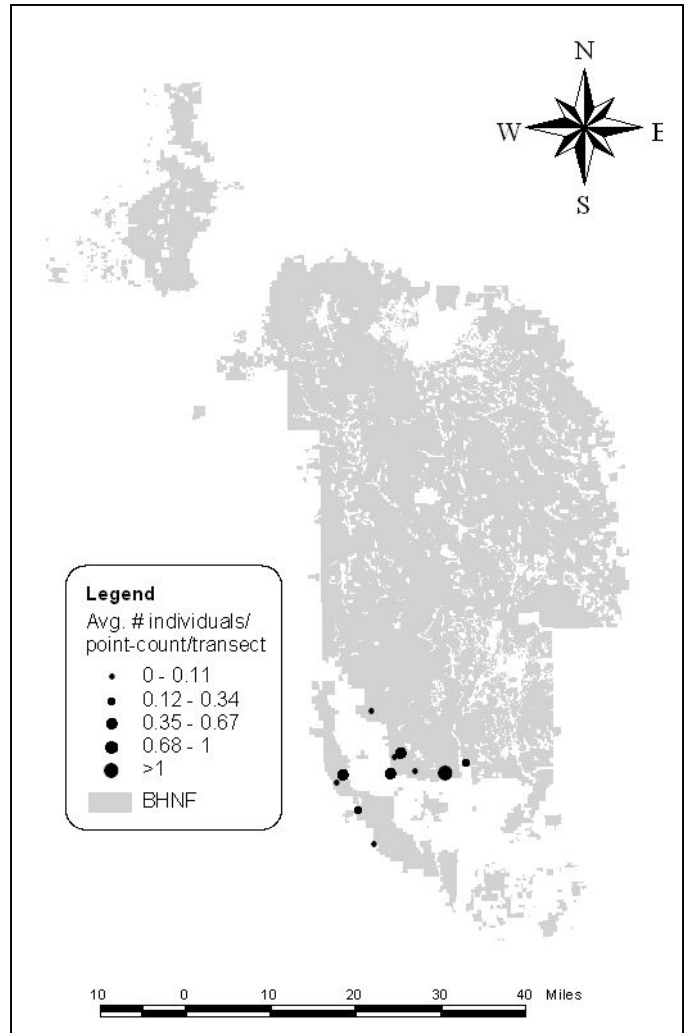 N
W E
S
Legend
Avg. # individuals/
point-count/transect
0 - 0.11
0.12 - 0.34
0.35 - 0.67
0.68 - 1
>1
BHNF
10 0 20 30 40 Miles